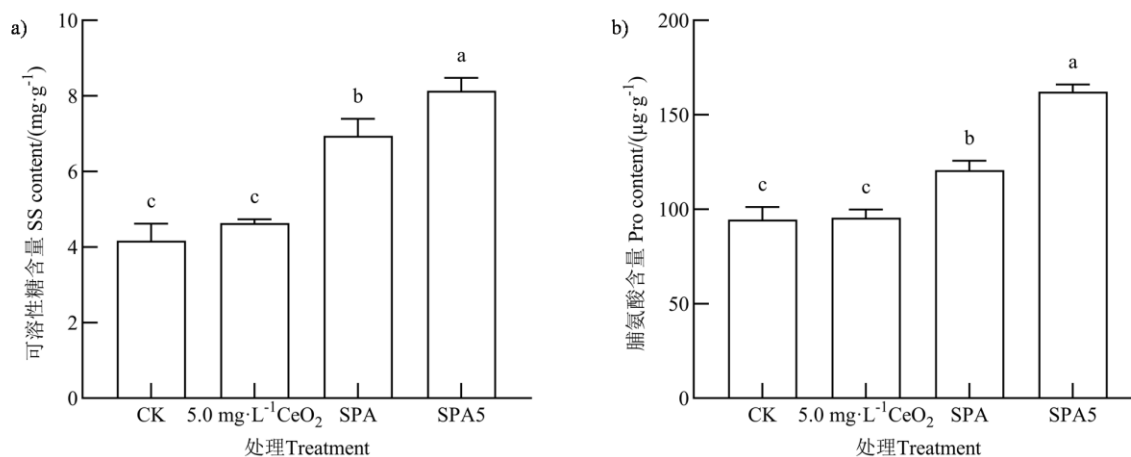 a)
可溶性糖含量 SS content/(mg·g⁻¹)
10
8
6
4
2
0
c
c
b
a
CK
5.0 mg·L⁻¹CeO₂
SPA
SPA5
处理Treatment
b)
脯氨酸含量 Pro content/(μg·g⁻¹)
200
150
100
50
0
c
c
b
a
CK
5.0 mg·L⁻¹CeO₂
SPA
SPA5
处理Treatment